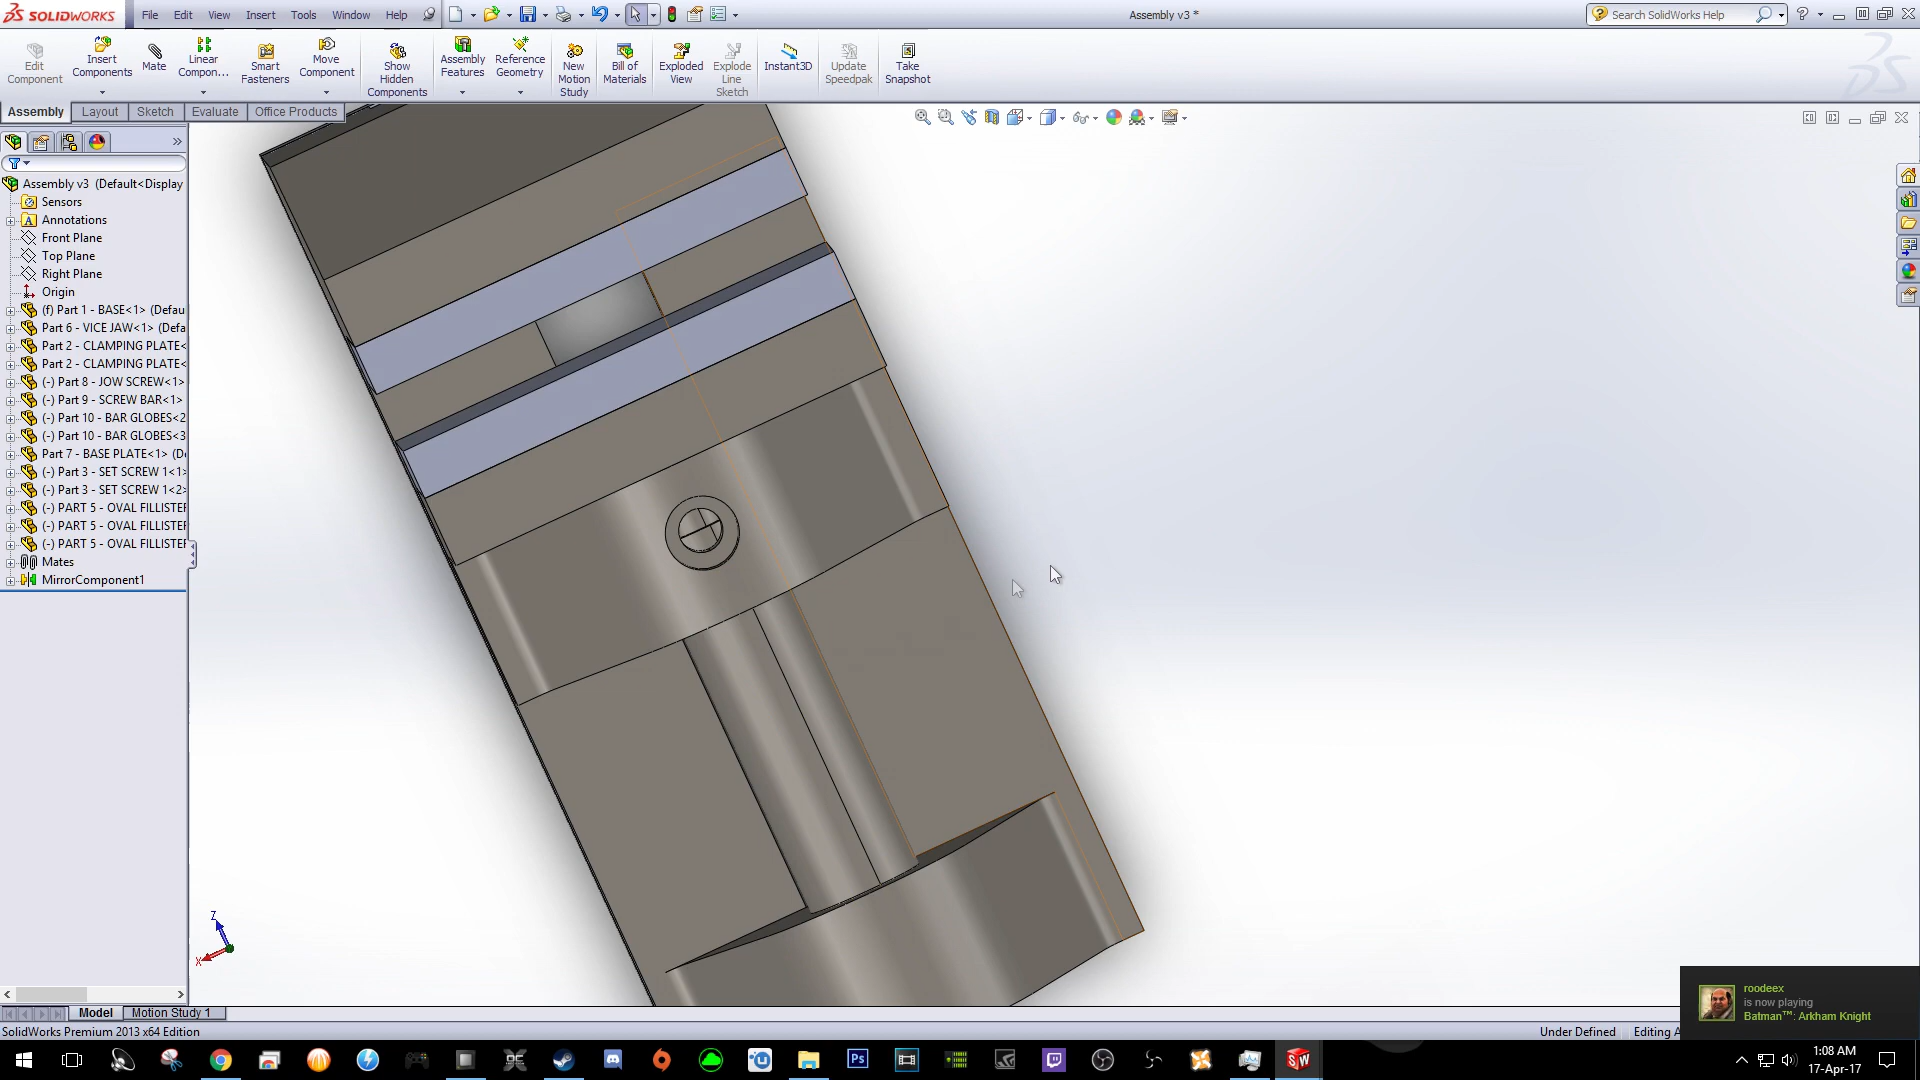 SOLIDWORKS File Edit View Insert Tools Window Help Assembly v3 * Search SolidWorks Help
Edit Component
Insert Components
Mate
Linear Compon...
Smart Fasteners
Move Component
Show Hidden Components
Assembly Features
Reference Geometry
New Motion Study
Bill of Materials
Exploded View
Explode Line Sketch
Instant3D
Update Speedpak
Take Snapshot
Assembly Layout Sketch Evaluate Office Products
Assembly v3 (Default<Display
Sensors
Annotations
Front Plane
Top Plane
Right Plane
Origin
(f) Part 1 - BASE<1> (Defau
Part 6 - VICE JAW<1> (Defa
Part 2 - CLAMPING PLATE<
Part 2 - CLAMPING PLATE<
(-) Part 8 - JOW SCREW<1>
(-) Part 9 - SCREW BAR<1>
(-) Part 10 - BAR GLOBES<2
(-) Part 10 - BAR GLOBES<3
Part 7 - BASE PLATE<1> (D
(-) Part 3 - SET SCREW 1<1>
(-) Part 3 - SET SCREW 1<2>
(-) PART 5 - OVAL FILLISTER
(-) PART 5 - OVAL FILLISTER
(-) PART 5 - OVAL FILLISTER
Mates
MirrorComponent1
Z
X
roodeex
is now playing
Batman™: Arkham Knight
Model Motion Study 1
SolidWorks Premium 2013 x64 Edition Under Defined Editing A
Ps
SW
1:08 AM
17-Apr-17